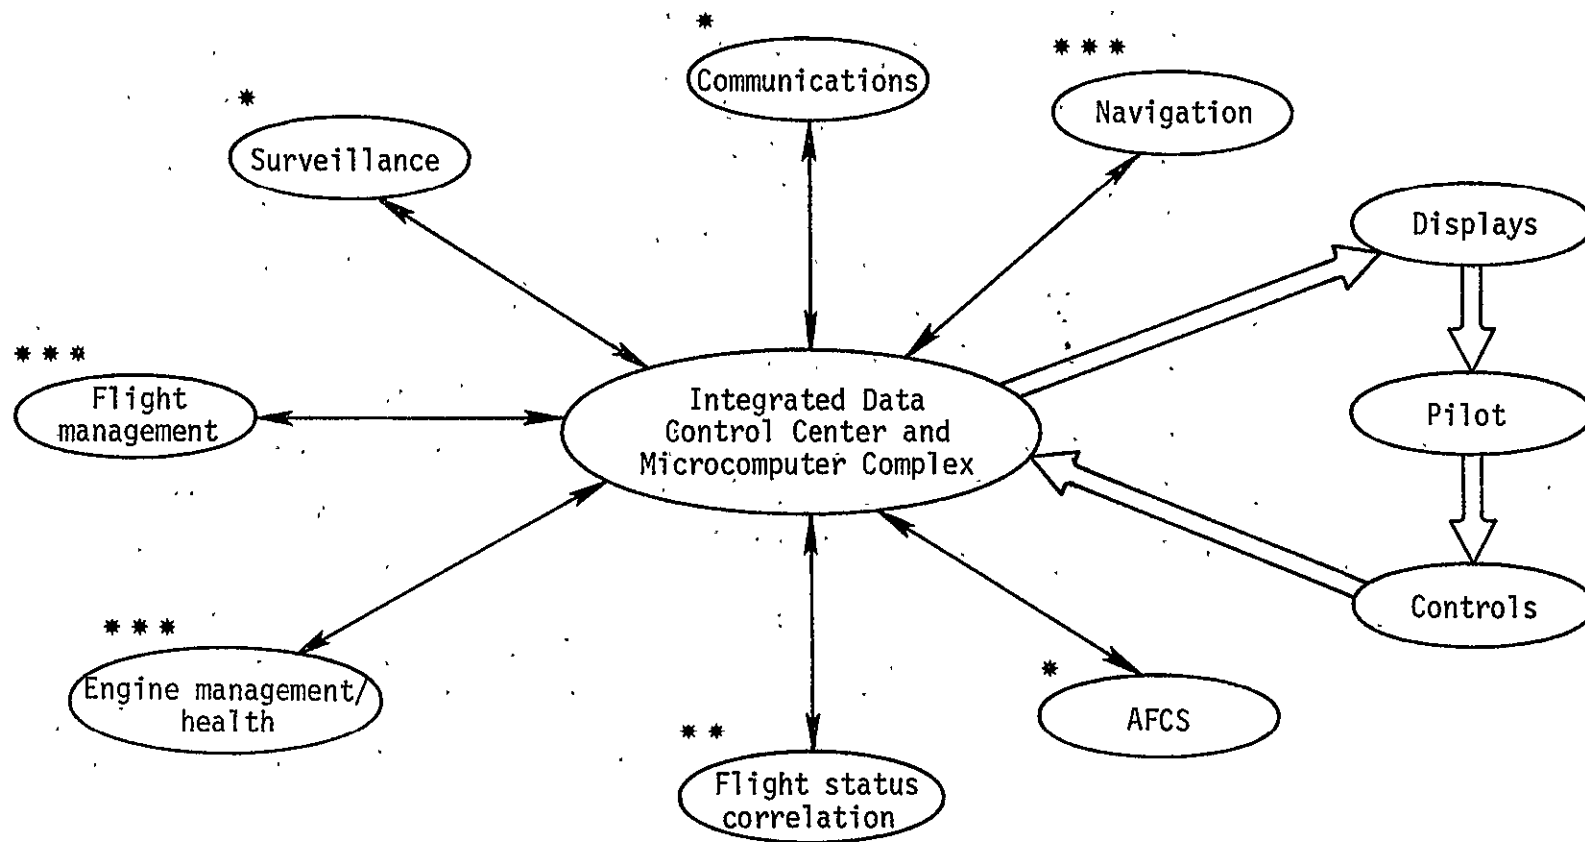 *
Communications
* * *
Navigation
*
Surveillance
Displays
* * *
Flight
management
Integrated Data
Control Center and
Microcomputer Complex
Pilot
Controls
* * *
Engine management/
health
*
AFCS
* *
Flight status
correlation